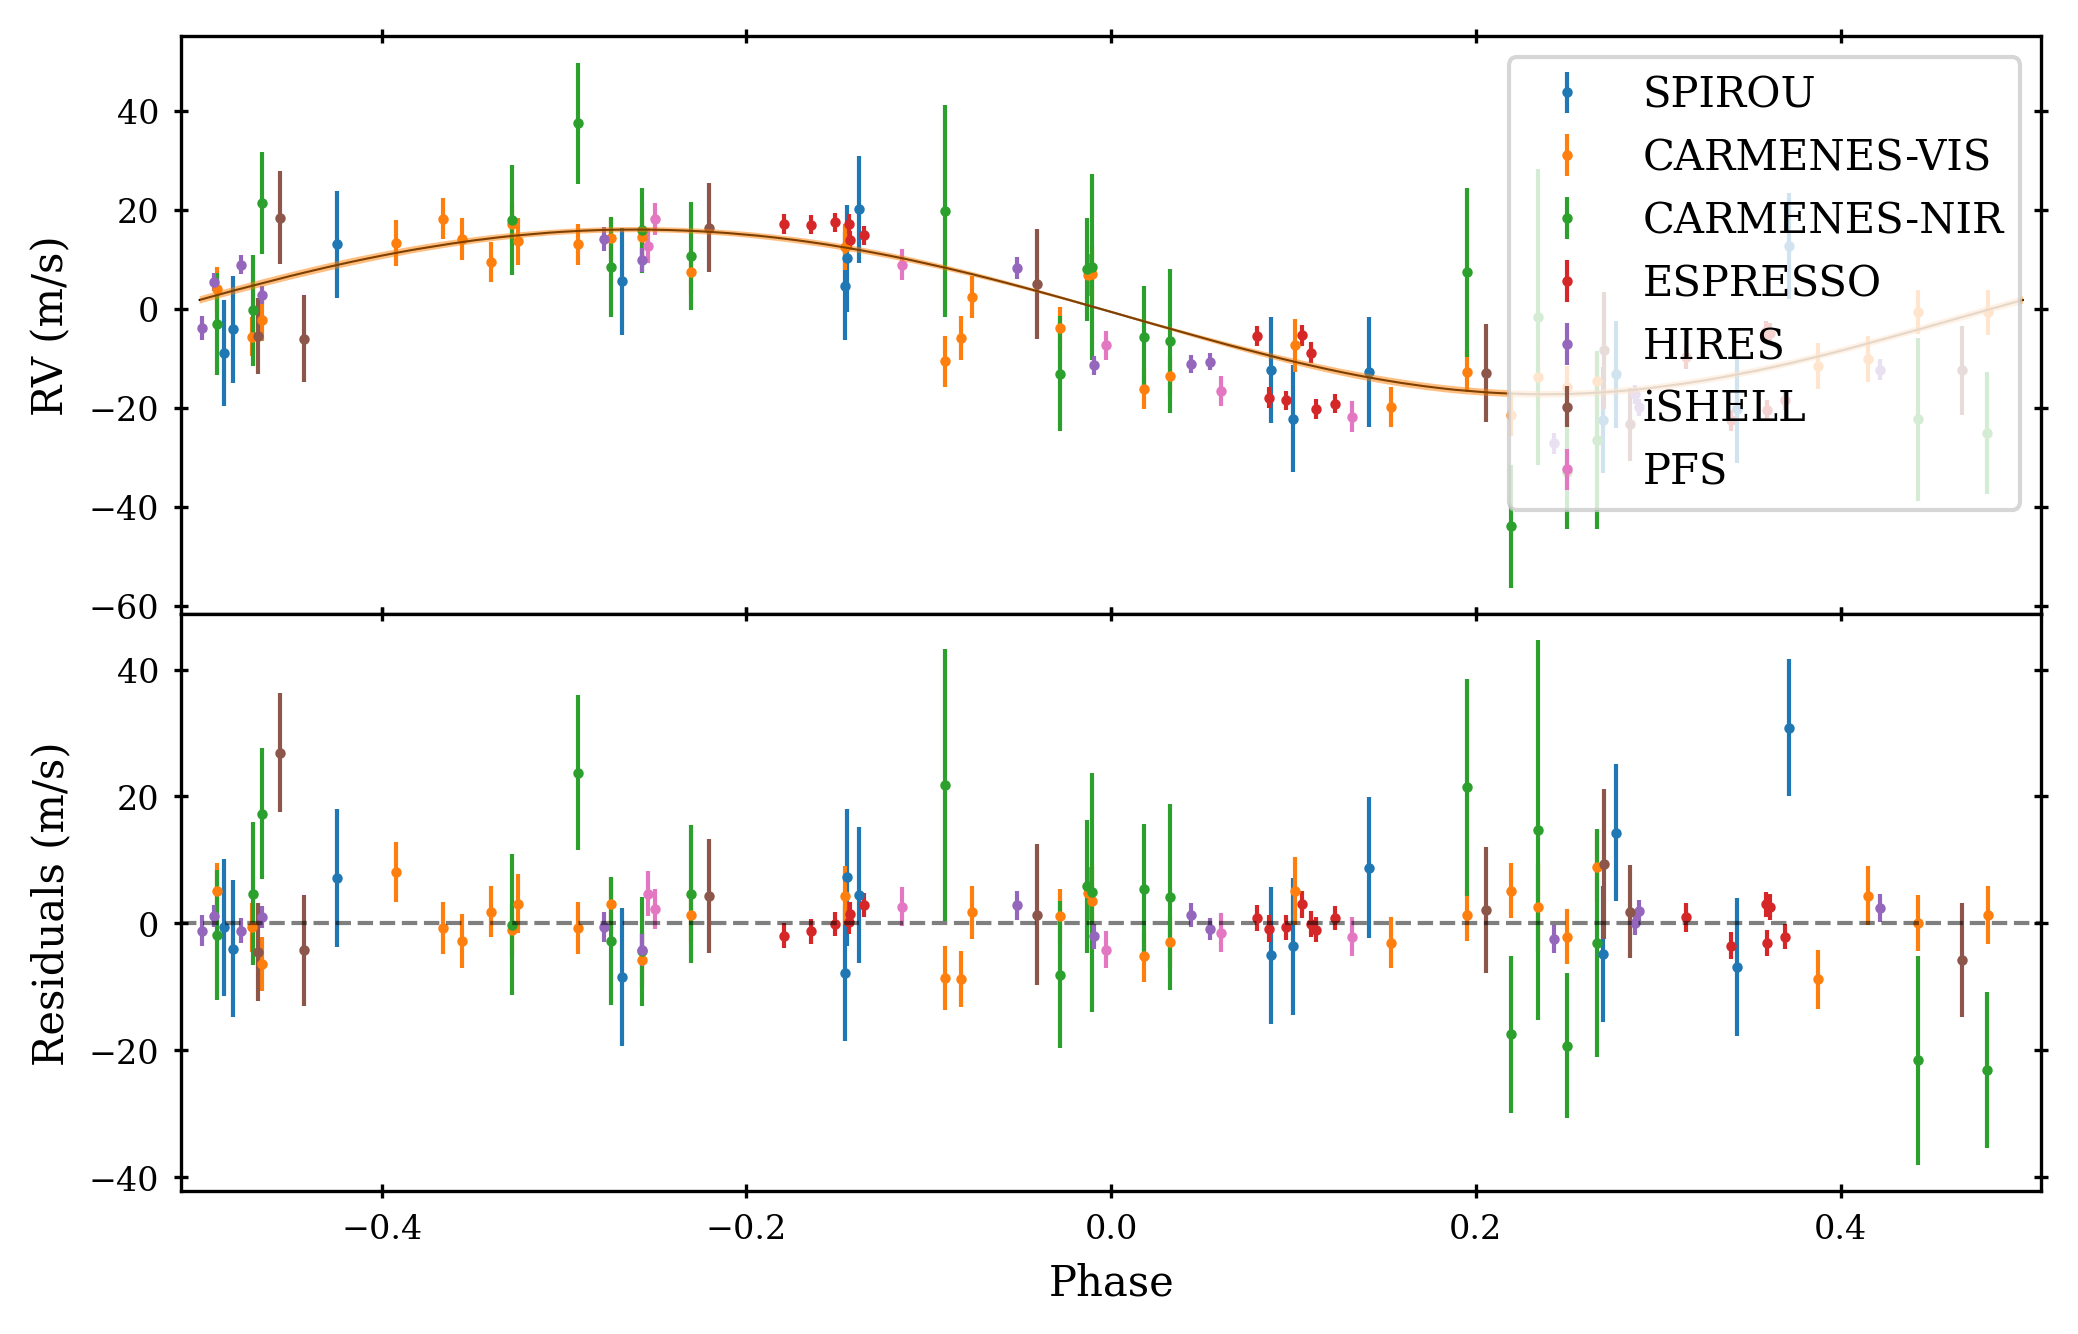 RV (m/s)
40
20
0
−20
−40
−60
SPIROU
CARMENES-VIS
CARMENES-NIR
ESPRESSO
HIRES
iSHELL
PFS
Residuals (m/s)
40
20
0
−20
−40
−0.4 −0.2 0.0 0.2 0.4
Phase